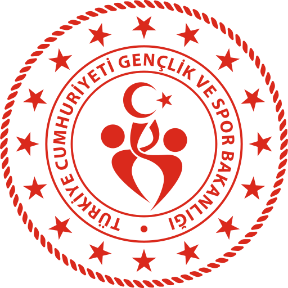 TÜRKİYE CUMHURİYETİ GENÇLİK VE SPOR BAKANLIĞI